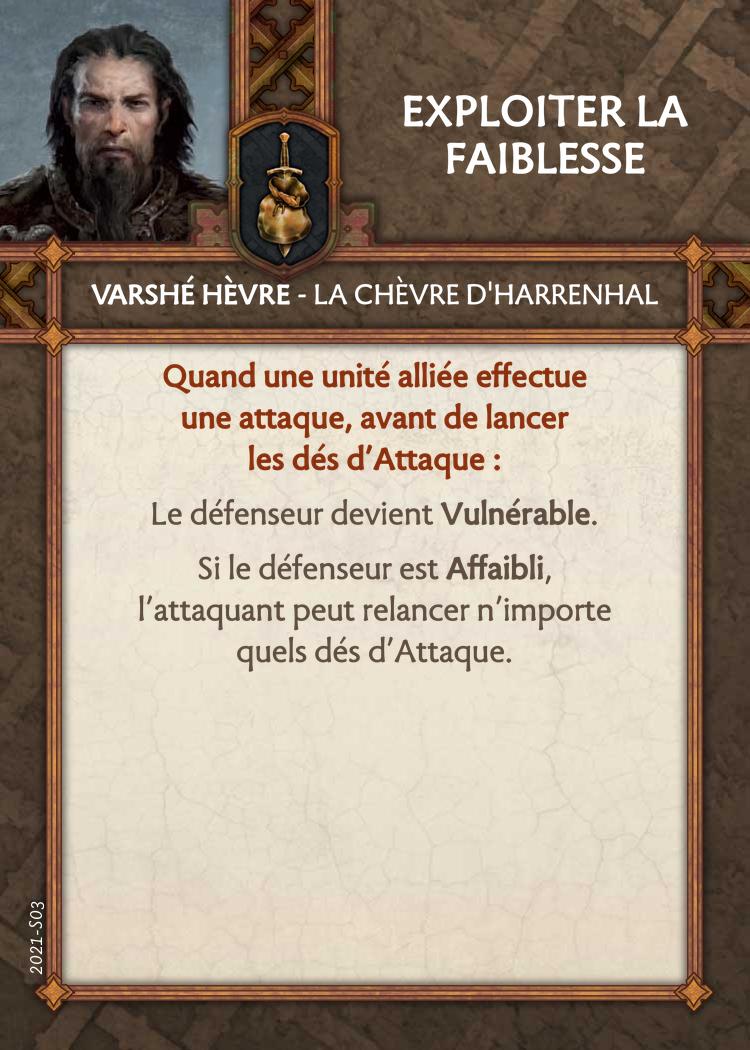 EXPLOITER LA
FAIBLESSE
VARSHÉ HÈVRE - LA CHÈVRE D'HARRENHAL
Quand une unité alliée effectue
une attaque, avant de lancer
les dés d’Attaque :
Le défenseur devient Vulnérable.
Si le défenseur est Affaibli,
l’attaquant peut relancer n’importe
quels dés d’Attaque.
2021-S03